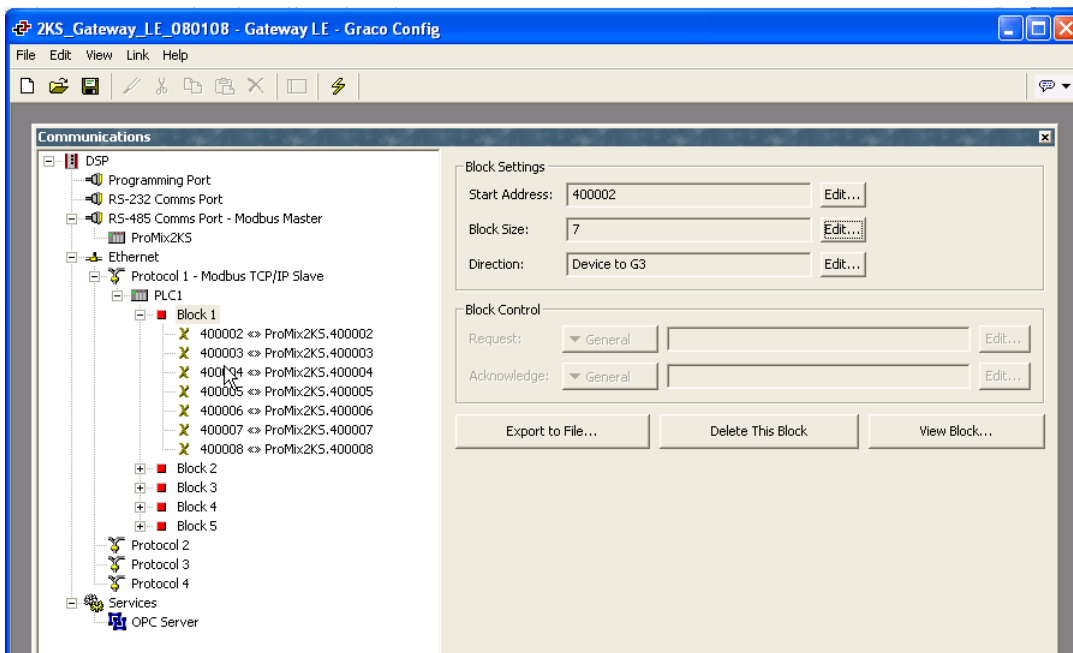 2KS_Gateway_LE_080108 - Gateway LE - Graco Config
File Edit View Link Help
Communications
DSP
Programming Port
RS-232 Comms Port
RS-485 Comms Port - Modbus Master
ProMix2KS
Ethernet
Protocol 1 - Modbus TCP/IP Slave
PLC1
Block 1
400002 <> ProMix2KS.400002
400003 <> ProMix2KS.400003
400004 <> ProMix2KS.400004
400005 <> ProMix2KS.400005
400006 <> ProMix2KS.400006
400007 <> ProMix2KS.400007
400008 <> ProMix2KS.400008
Block 2
Block 3
Block 4
Block 5
Protocol 2
Protocol 3
Protocol 4
Services
OPC Server
Block Settings
Start Address: 400002 Edit...
Block Size: 7 Edit...
Direction: Device to G3 Edit...
Block Control
Request: General Edit...
Acknowledge: General Edit...
Export to File... Delete This Block View Block...